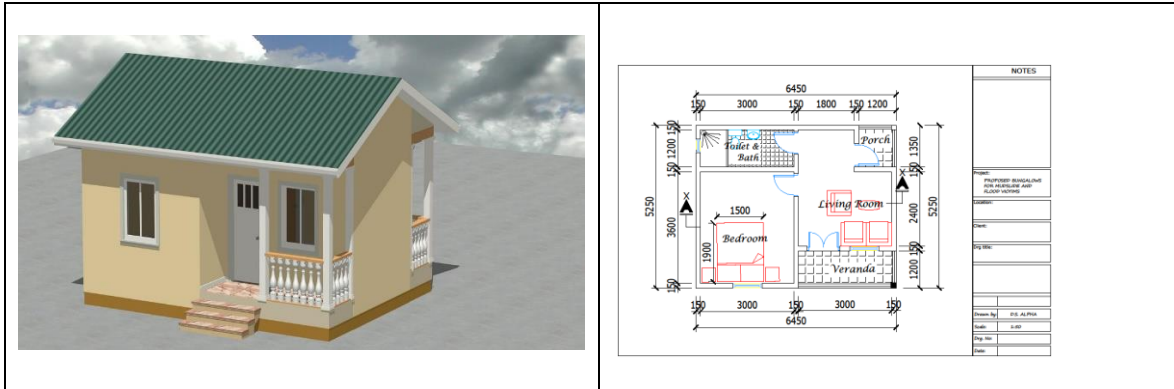 NOTES
6450
150 3000 150 1800 150 1200
Toilet &
Bath
Porch
150
1200
150
3600
150
5250
1350
150
2400
150
1200
5250
X
X
Living Room
1500
1900
Bedroom
Veranda
150 3000 150 3000 150
6450
Project:
PROPOSED BUNGALOWS
FOR MUDSLIDE AND
FLOOD VICTIMS
Location:
Client:
Drg title:
Drawn by: D.S. ALPHA
Scale: 1:50
Drg. No:
Date: